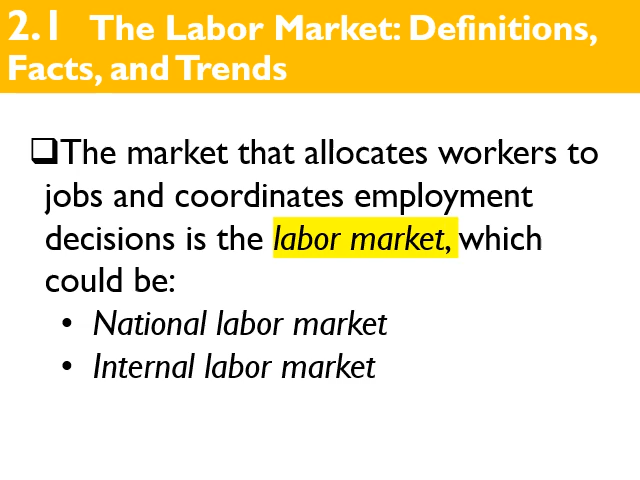 2.1 The Labor Market: Definitions,
Facts, and Trends
❑The market that allocates workers to
jobs and coordinates employment
decisions is the labor market, which
could be:
• National labor market
• Internal labor market